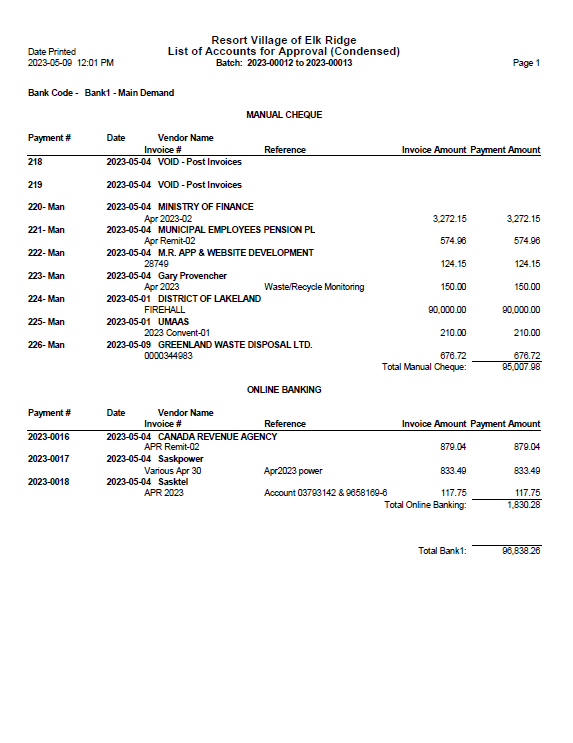 Resort Village of Elk Ridge
Date Printed List of Accounts for Approval (Condensed)
2023-05-09 12:01 PM Batch: 2023-00012 to 2023-00013 Page 1
Bank Code - Bank1 - Main Demand
MANUAL CHEQUE
Payment # Date Vendor Name
Invoice # Reference Invoice Amount Payment Amount
218 2023-05-04 VOID - Post Invoices
219 2023-05-04 VOID - Post Invoices
220- Man 2023-05-04 MINISTRY OF FINANCE
Apr 2023-02 3,272.15 3,272.15
221- Man 2023-05-04 MUNICIPAL EMPLOYEES PENSION PL
Apr Remit-02 574.96 574.96
222- Man 2023-05-04 M.R. APP & WEBSITE DEVELOPMENT
28749 124.15 124.15
223- Man 2023-05-04 Gary Provencher
Apr 2023 Waste/Recycle Monitoring 150.00 150.00
224- Man 2023-05-01 DISTRICT OF LAKELAND
FIREHALL 90,000.00 90,000.00
225- Man 2023-05-01 UMAAS
2023 Convent-01 210.00 210.00
226- Man 2023-05-09 GREENLAND WASTE DISPOSAL LTD.
0000344983 676.72 676.72
Total Manual Cheque: 95,007.98
ONLINE BANKING
Payment # Date Vendor Name
Invoice # Reference Invoice Amount Payment Amount
2023-0016 2023-05-04 CANADA REVENUE AGENCY
APR Remit-02 879.04 879.04
2023-0017 2023-05-04 Saskpower
Various Apr 30 Apr2023 power 833.49 833.49
2023-0018 2023-05-04 Sasktel
APR 2023 Account 03793142 & 9658169-6 117.75 117.75
Total Online Banking: 1,830.28
Total Bank1: 96,838.26